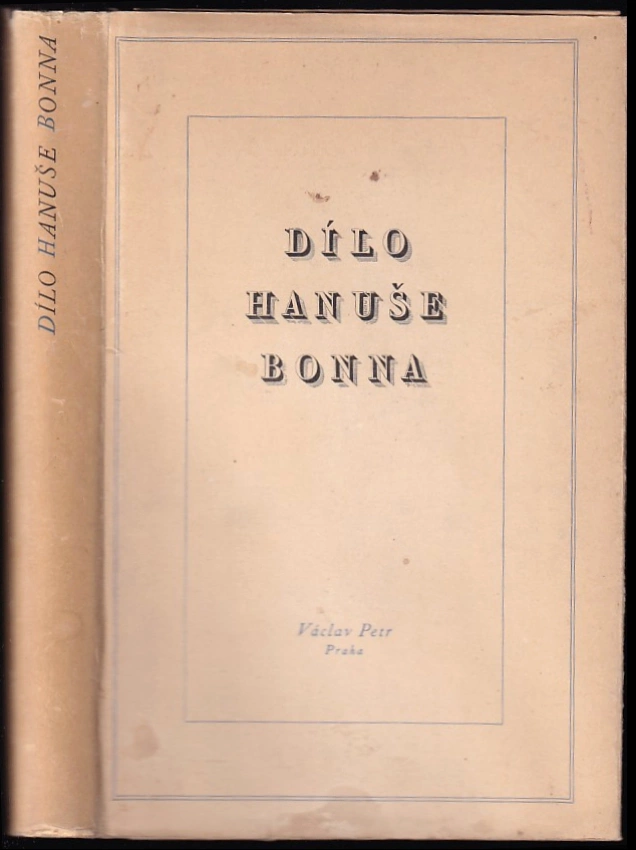 DÍLO HANUŠE BONNA
DÍLO
HANUŠE
BONNA
Václav Petr
Praha